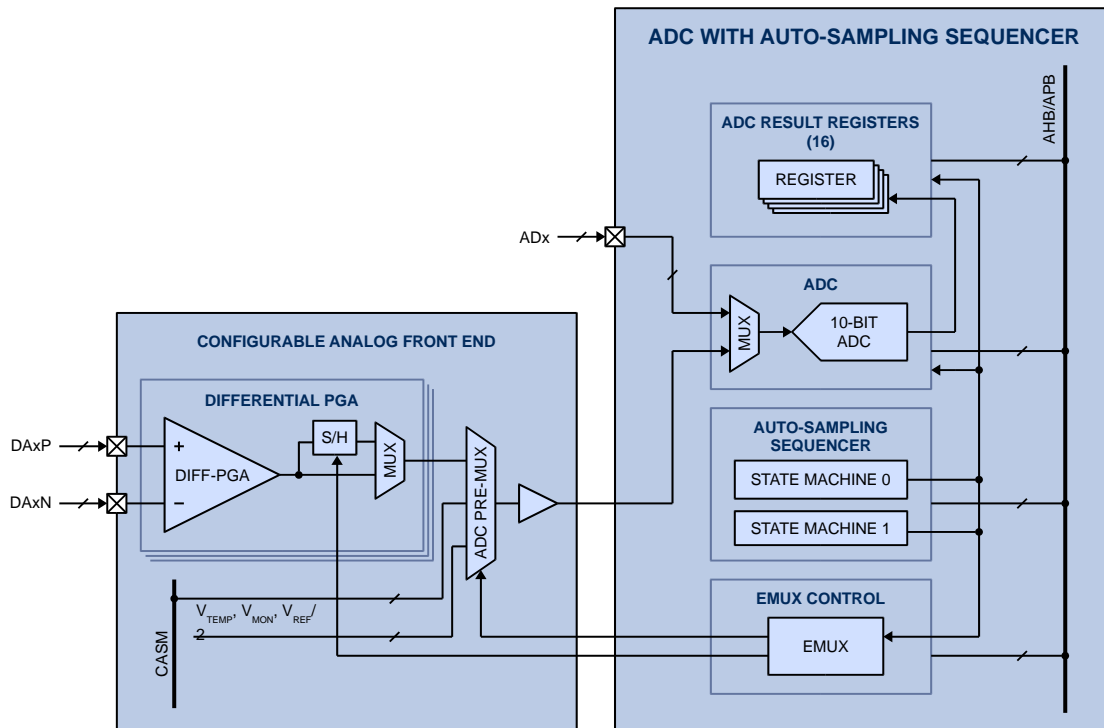 ADC WITH AUTO-SAMPLING SEQUENCER
AHB/APB
ADC RESULT REGISTERS
(16)
REGISTER
ADx
ADC
MUX
10-BIT
ADC
CONFIGURABLE ANALOG FRONT END
DIFFERENTIAL PGA
DAxP
DAxN
+
DIFF-PGA
−
S/H
MUX
ADC PRE-MUX
AUTO-SAMPLING
SEQUENCER
STATE MACHINE 0
STATE MACHINE 1
CASM
VTEMP, VMON, VREF/
2
EMUX CONTROL
EMUX